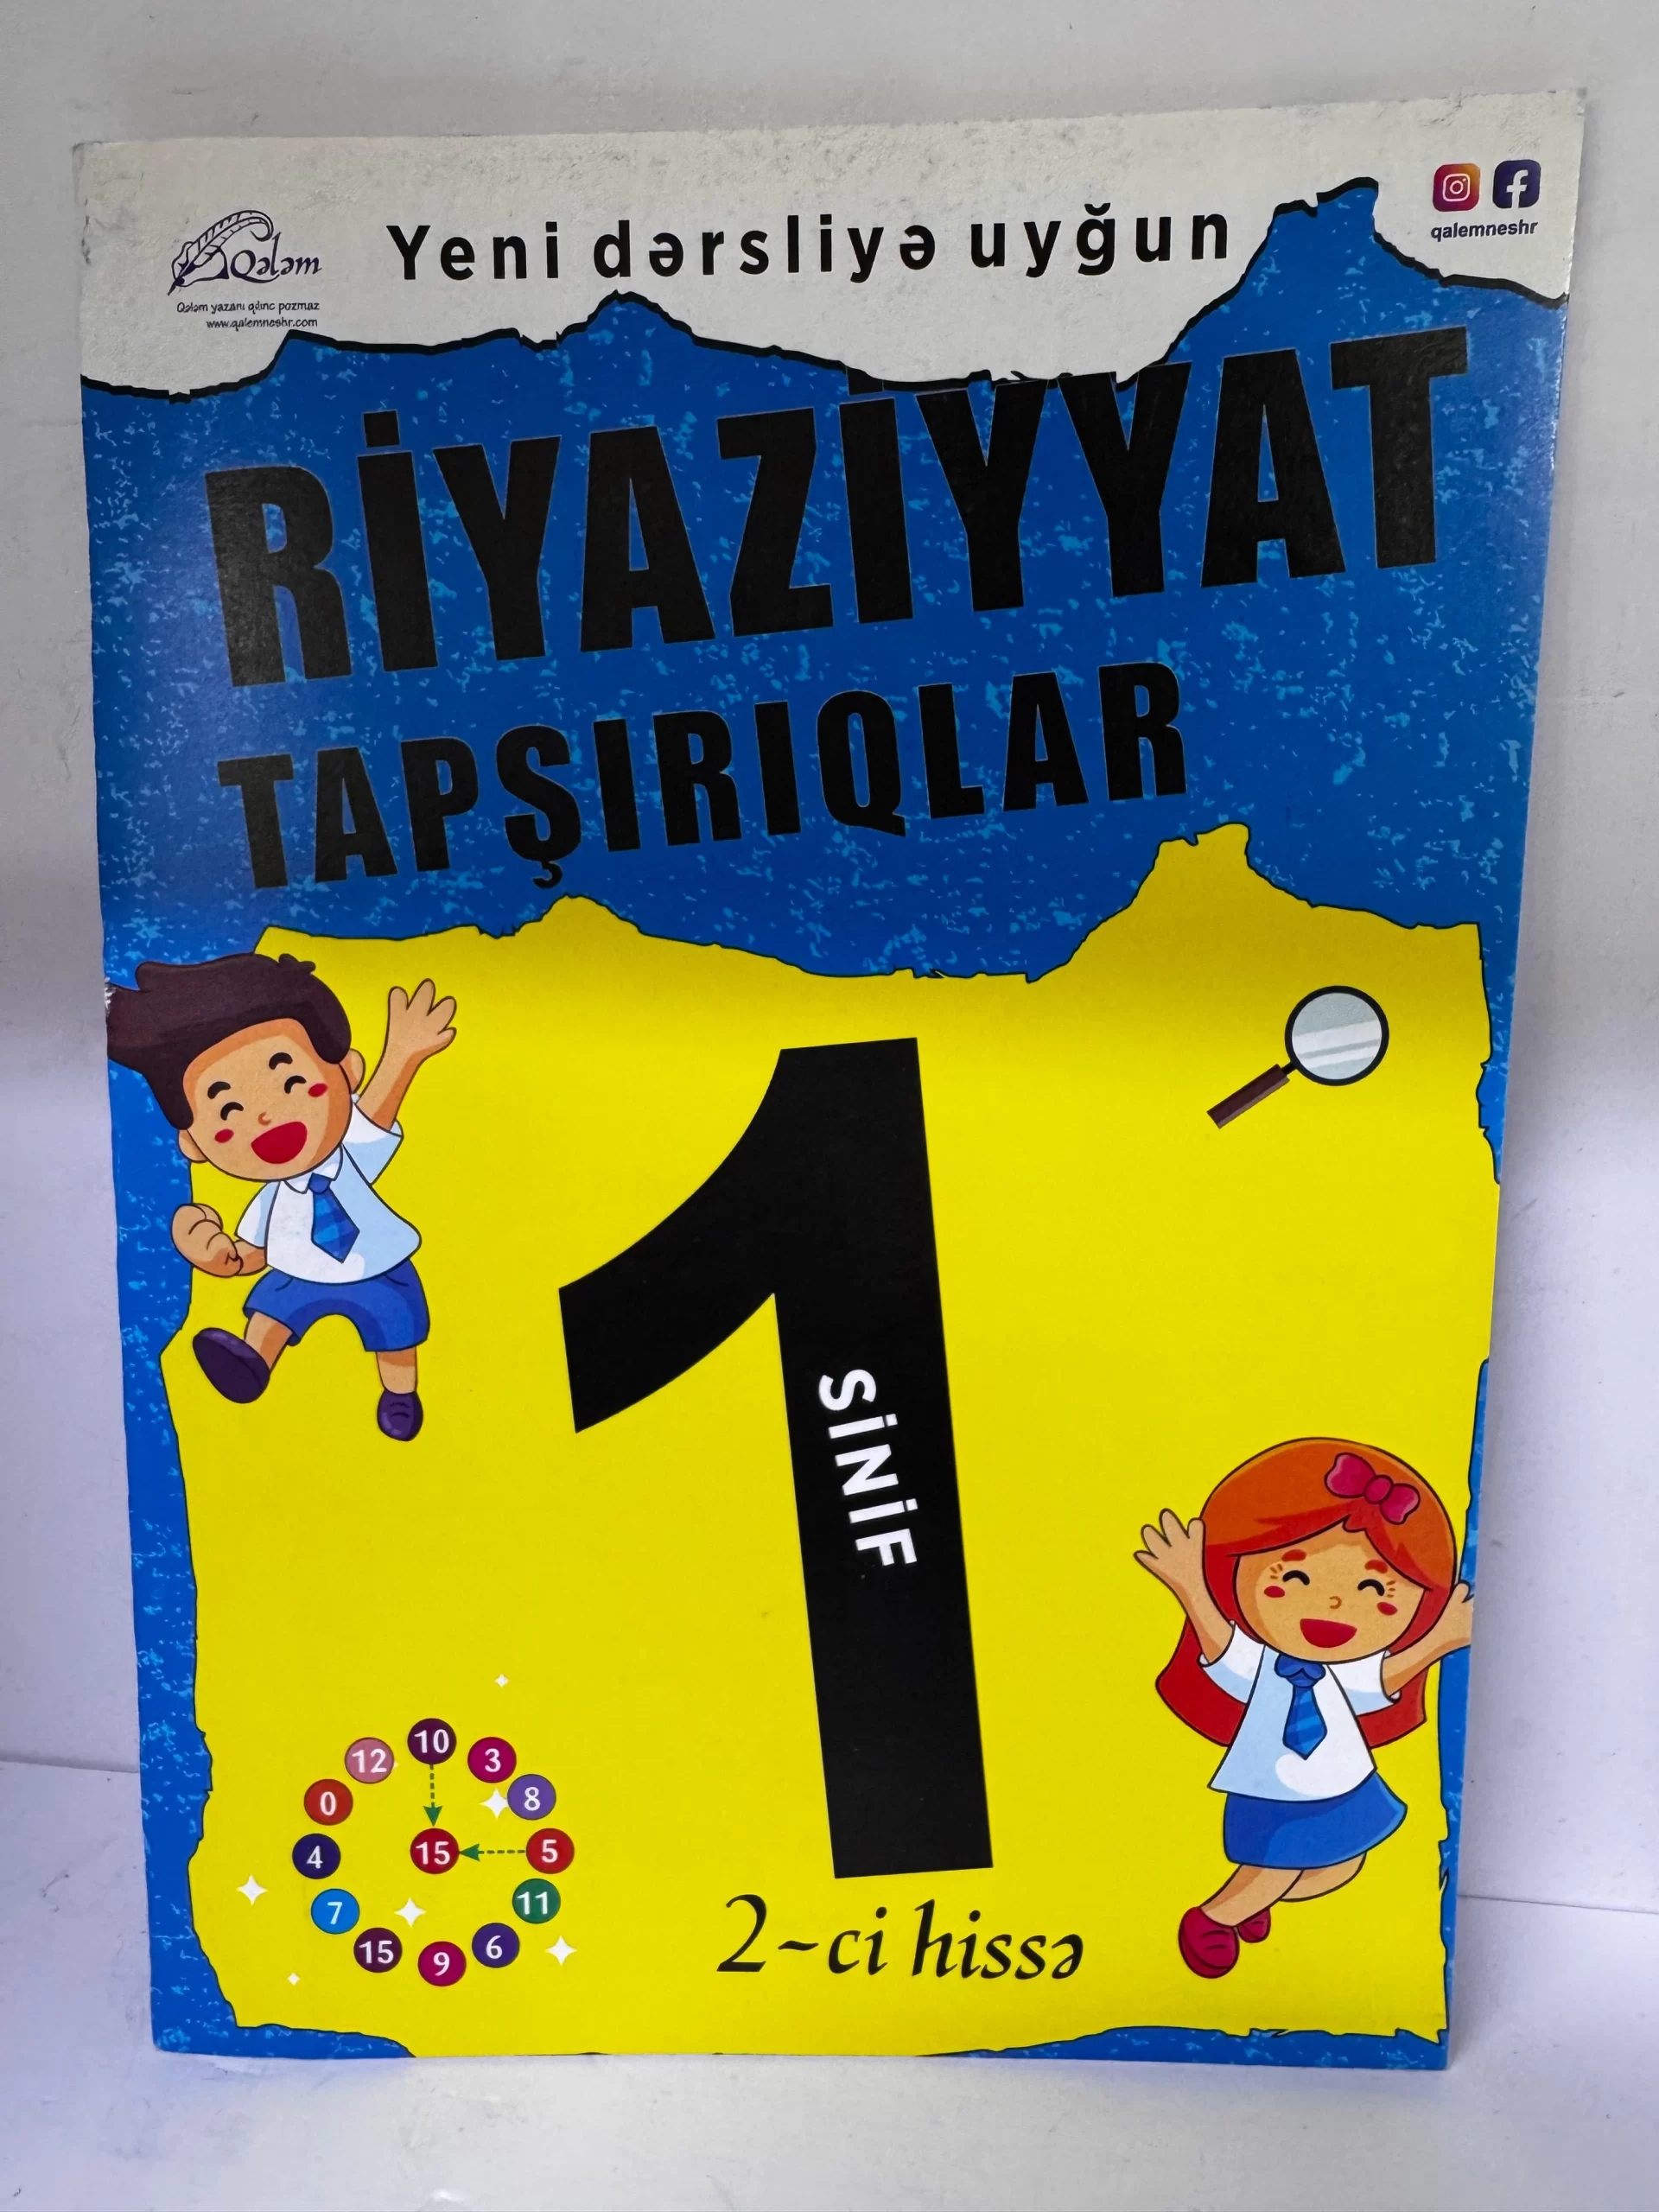 Qələm
Qələm yazanı qılınc pozmaz
www.qalemneshr.com
Yeni dərsliyə uyğun
qalemneshr
RİYAZİYYAT
TAPŞIRIQLAR
1
SİNİF
10
12
3
0
8
4
15
5
7
11
15
9
6
2-ci hissə